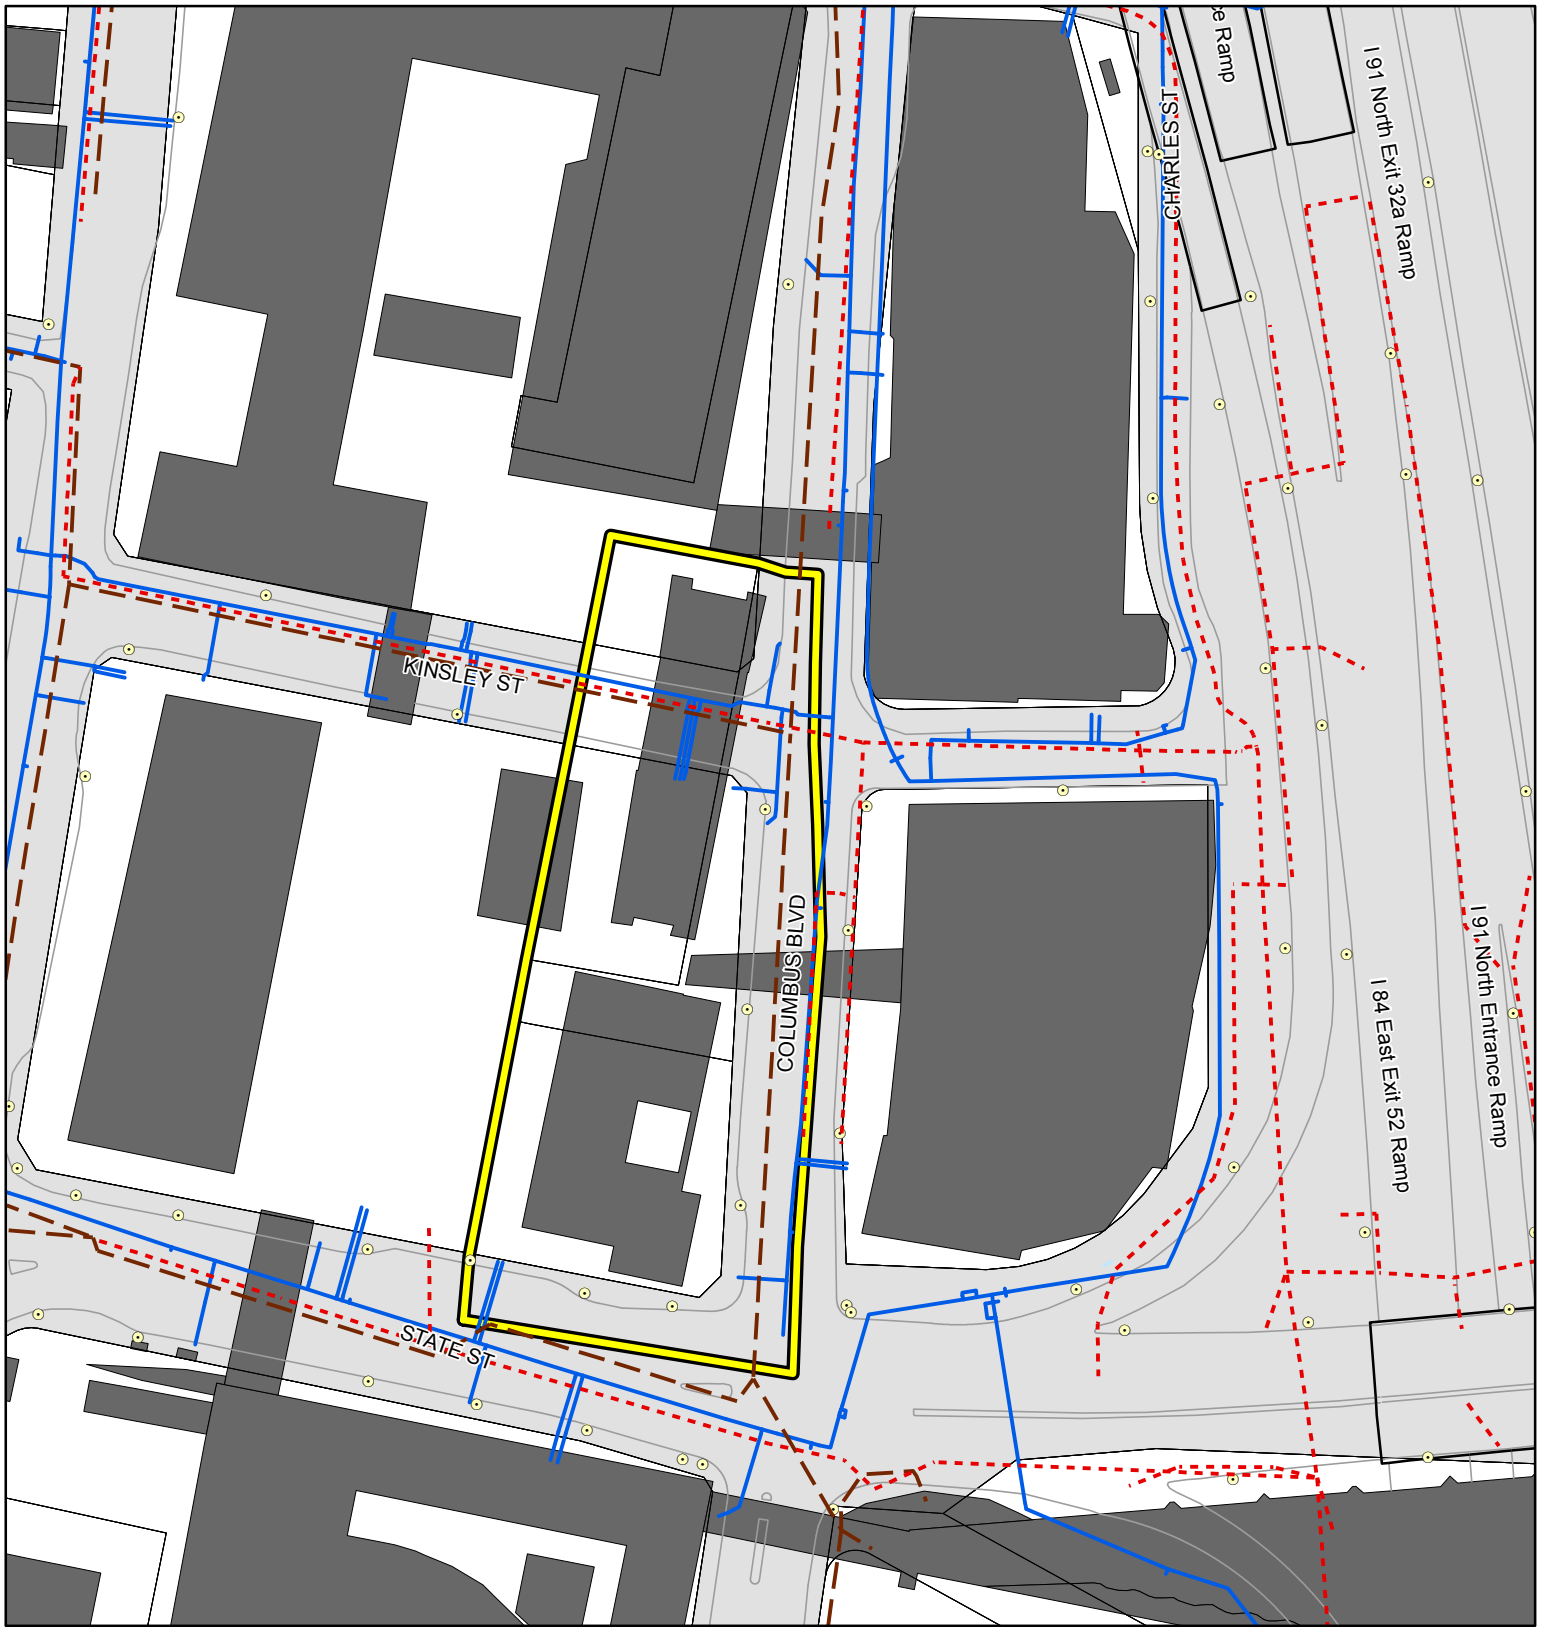 Ramp
I 91 North Exit 32a Ramp
CHARLES ST
KINSLEY ST
COLUMBUS BLVD
I 91 North Entrance Ramp
I 84 East Exit 52 Ramp
STATE ST